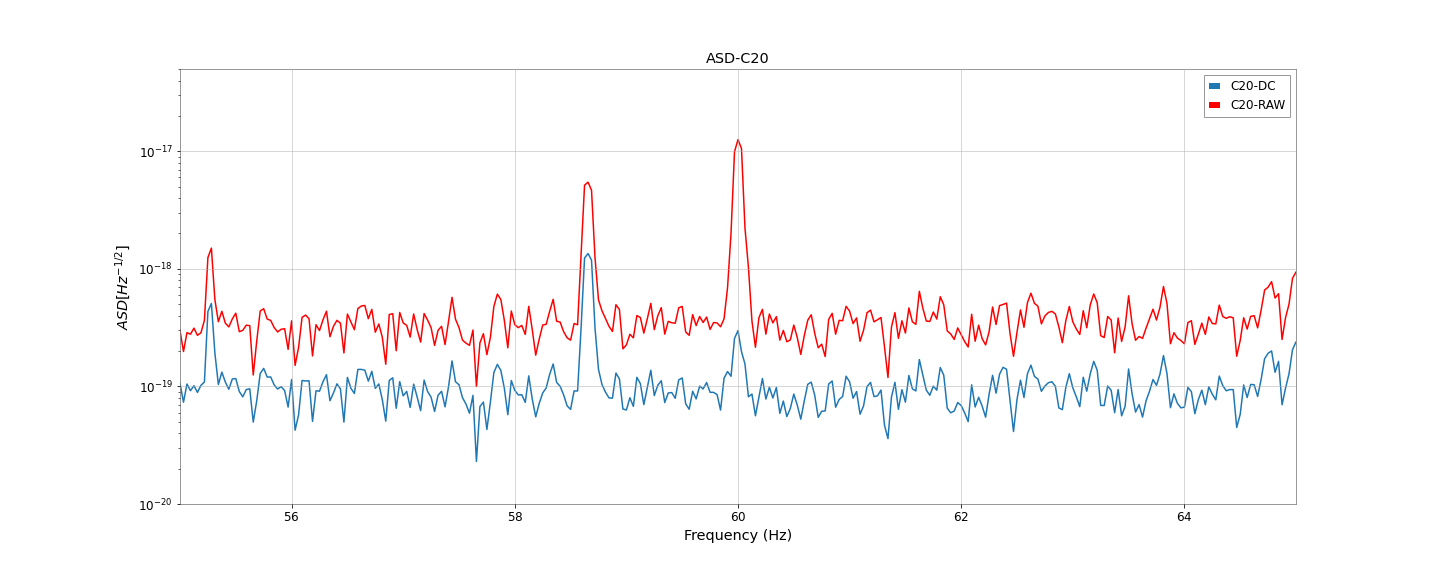 ASD-C20
C20-DC
C20-RAW
10⁻¹⁷
10⁻¹⁸
10⁻¹⁹
10⁻²⁰
ASD[Hz⁻¹/²]
56 58 60 62 64
Frequency (Hz)